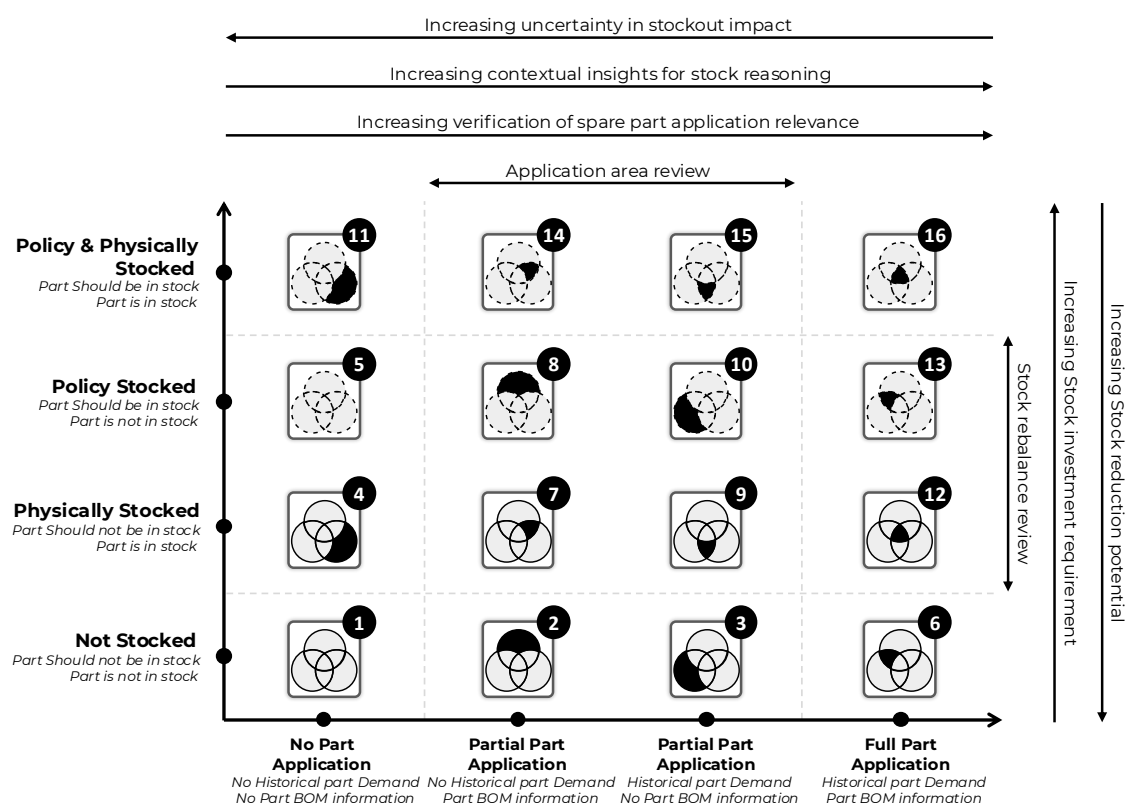 Increasing uncertainty in stockout impact
Increasing contextual insights for stock reasoning
Increasing verification of spare part application relevance
Application area review
Policy & Physically
Stocked
Part Should be in stock
Part is in stock
11
14
15
16
Policy Stocked
Part Should be in stock
Part is not in stock
5
8
10
13
Physically Stocked
Part Should not be in stock
Part is in stock
4
7
9
12
Not Stocked
Part Should not be in stock
Part is not in stock
1
2
3
6
Stock rebalance review
Increasing Stock investment requirement
Increasing Stock reduction potential
No Part
Application
No Historical part Demand
No Part BOM information
Partial Part
Application
No Historical part Demand
Part BOM information
Partial Part
Application
Historical part Demand
No Part BOM information
Full Part
Application
Historical part Demand
Part BOM information